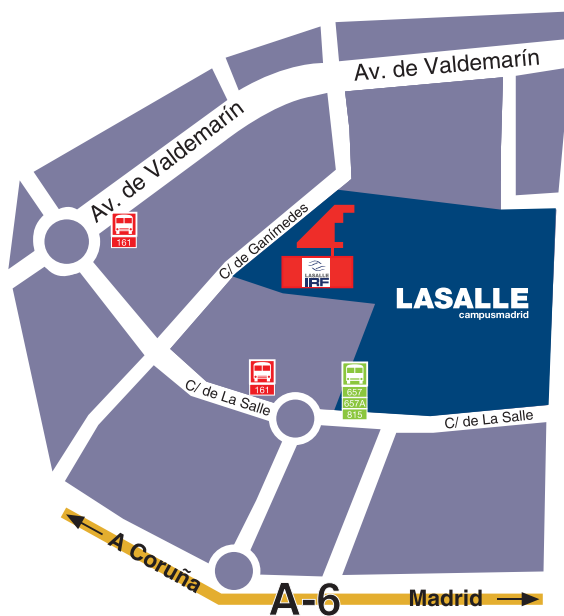 Av. de Valdemarín
Av. de Valdemarín
161
C/ de Ganímedes
LASALLE
IRF
LASALLE
campusmadrid
161
657
657A
815
C/ de La Salle
C/ de La Salle
A Coruña
A-6
Madrid